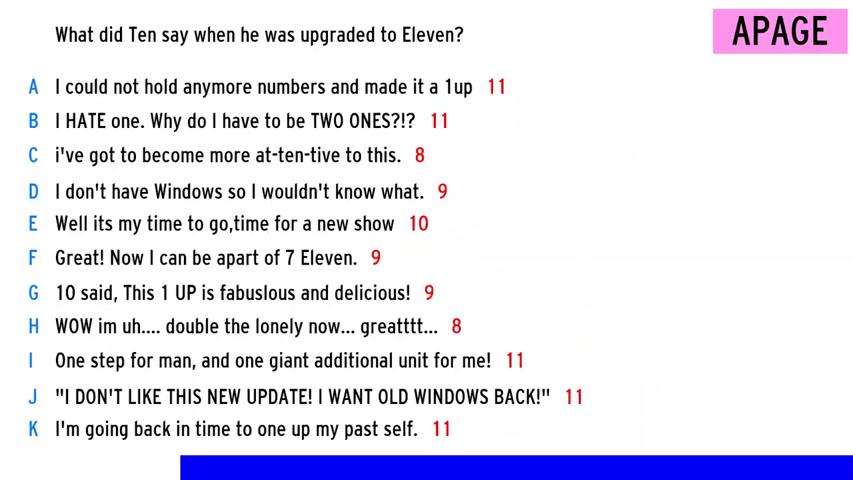 What did Ten say when he was upgraded to Eleven?
APAGE
A I could not hold anymore numbers and made it a 1up 11
B I HATE one. Why do I have to be TWO ONES?!? 11
C i've got to become more at-ten-tive to this. 8
D I don't have Windows so I wouldn't know what. 9
E Well its my time to go,time for a new show 10
F Great! Now I can be apart of 7 Eleven. 9
G 10 said, This 1 UP is fabuslous and delicious! 9
H WOW im uh.... double the lonely now... greatttt... 8
I One step for man, and one giant additional unit for me! 11
J "I DON'T LIKE THIS NEW UPDATE! I WANT OLD WINDOWS BACK!" 11
K I'm going back in time to one up my past self. 11